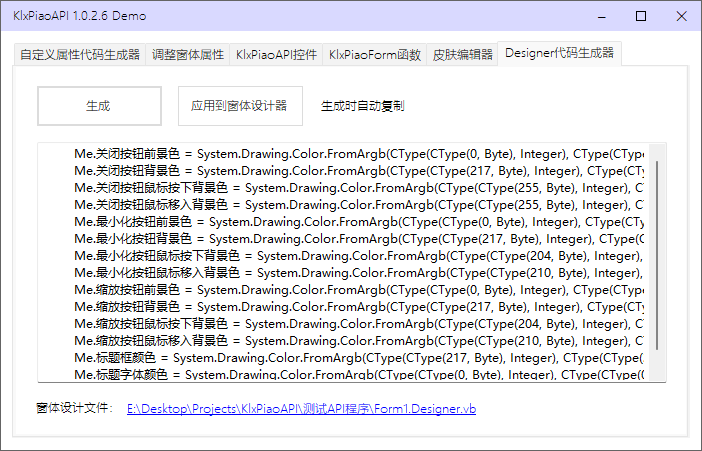 KlxPiaoAPI 1.0.2.6 Demo
自定义属性代码生成器 调整窗体属性 KlxPiaoAPI控件 KlxPiaoForm函数 皮肤编辑器 Designer代码生成器
生成 应用到窗体设计器 生成时自动复制
Me.关闭按钮前景色 = System.Drawing.Color.FromArgb(CType(CType(0, Byte), Integer), CType(CType(
Me.关闭按钮背景色 = System.Drawing.Color.FromArgb(CType(CType(217, Byte), Integer), CType(CTy
Me.关闭按钮鼠标按下背景色 = System.Drawing.Color.FromArgb(CType(CType(255, Byte), Integer), C
Me.关闭按钮鼠标移入背景色 = System.Drawing.Color.FromArgb(CType(CType(255, Byte), Integer), C
Me.最小化按钮前景色 = System.Drawing.Color.FromArgb(CType(CType(0, Byte), Integer), CType(CTy
Me.最小化按钮背景色 = System.Drawing.Color.FromArgb(CType(CType(217, Byte), Integer), CType(C
Me.最小化按钮鼠标按下背景色 = System.Drawing.Color.FromArgb(CType(CType(204, Byte), Integer),
Me.最小化按钮鼠标移入背景色 = System.Drawing.Color.FromArgb(CType(CType(210, Byte), Integer),
Me.缩放按钮前景色 = System.Drawing.Color.FromArgb(CType(CType(0, Byte), Integer), CType(CType(
Me.缩放按钮背景色 = System.Drawing.Color.FromArgb(CType(CType(217, Byte), Integer), CType(CTy
Me.缩放按钮鼠标按下背景色 = System.Drawing.Color.FromArgb(CType(CType(204, Byte), Integer), C
Me.缩放按钮鼠标移入背景色 = System.Drawing.Color.FromArgb(CType(CType(210, Byte), Integer), C
Me.标题框颜色 = System.Drawing.Color.FromArgb(CType(CType(217, Byte), Integer), CType(CType(
Me.标题字体颜色 = System.Drawing.Color.FromArgb(CType(CType(0, Byte), Integer), CType(CType(0
窗体设计文件： E:\Desktop\Projects\KlxPiaoAPI\测试API程序\Form1.Designer.vb